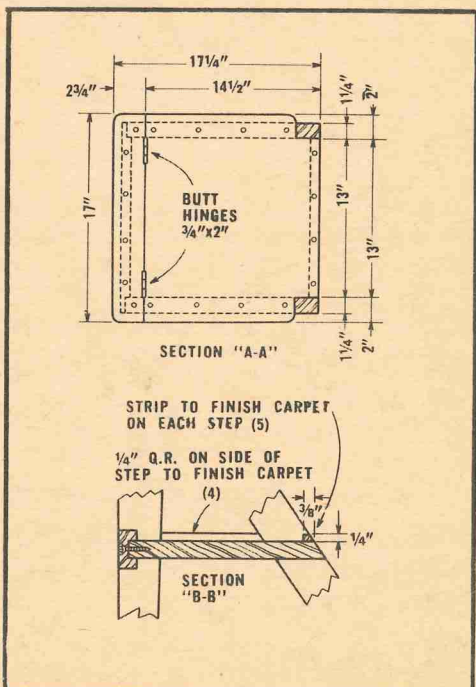 17¼"
2¾"
14½"
1¼"
2"
17"
BUTT
HINGES
¾"x2"
13"
13"
1¼"
2"
SECTION "A-A"
STRIP TO FINISH CARPET
ON EACH STEP (5)
¼" Q.R. ON SIDE OF
STEP TO FINISH CARPET
(4)
⅜"
¼"
SECTION
"B-B"